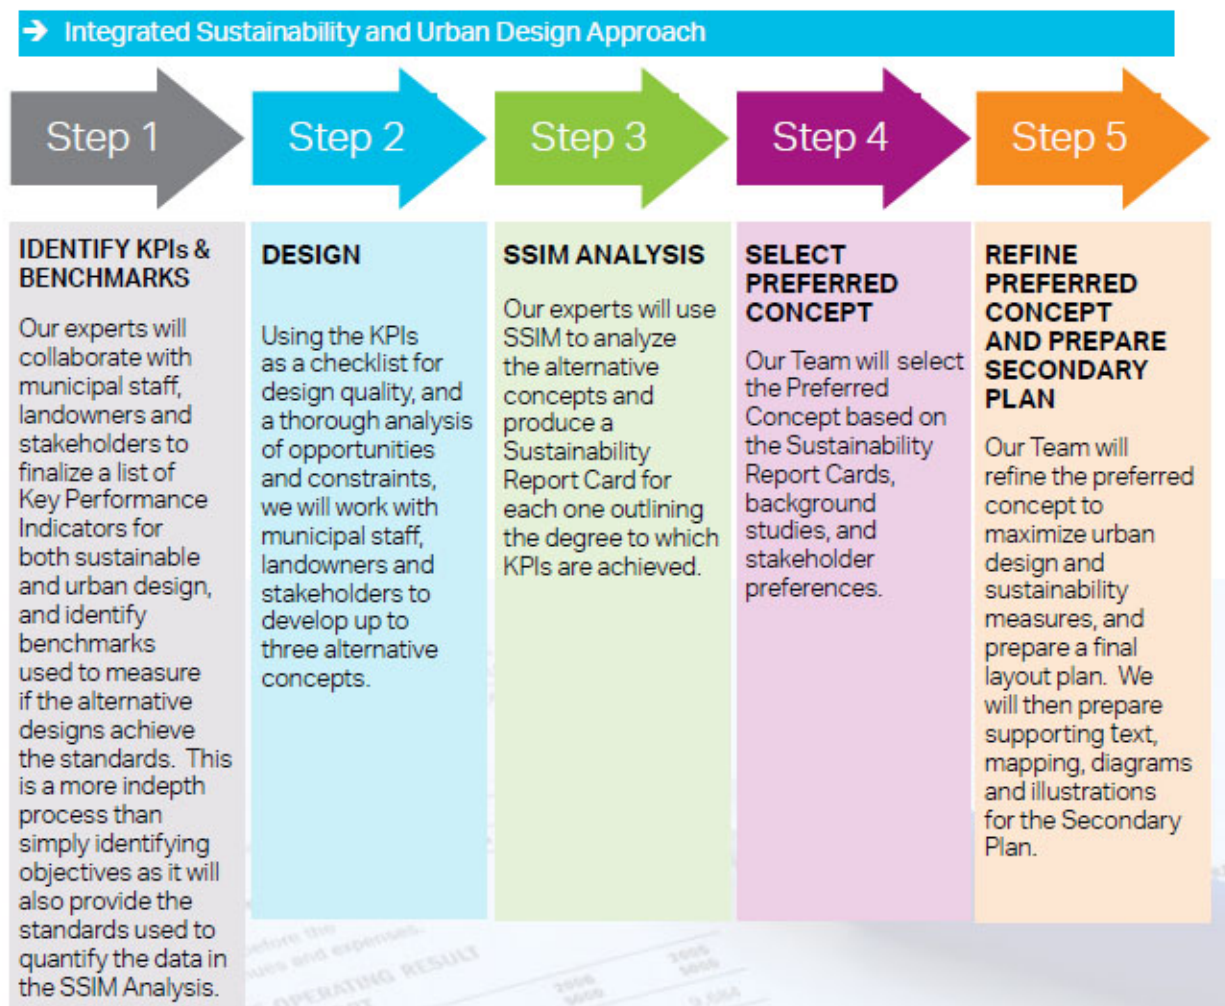 → Integrated Sustainability and Urban Design Approach
Step 1
Step 2
Step 3
Step 4
Step 5
IDENTIFY KPIs &
BENCHMARKS
Our experts will
collaborate with
municipal staff,
landowners and
stakeholders to
finalize a list of
Key Performance
Indicators for
both sustainable
and urban design,
and identify
benchmarks
used to measure
if the alternative
designs achieve
the standards.  This
is a more indepth
process than
simply identifying
objectives as it will
also provide the
standards used to
quantify the data in
the SSIM Analysis.
DESIGN
Using the KPIs
as a checklist for
design quality, and
a thorough analysis
of opportunities
and constraints,
we will work with
municipal staff,
landowners and
stakeholders to
develop up to
three alternative
concepts.
SSIM ANALYSIS
Our experts will use
SSIM to analyze
the alternative
concepts and
produce a
Sustainability
Report Card for
each one outlining
the degree to which
KPIs are achieved.
SELECT
PREFERRED
CONCEPT
Our Team will select
the Preferred
Concept based on
the Sustainability
Report Cards,
background
studies, and
stakeholder
preferences.
REFINE
PREFERRED
CONCEPT
AND PREPARE
SECONDARY
PLAN
Our Team will
refine the preferred
concept to
maximize urban
design and
sustainability
measures, and
prepare a final
layout plan.  We
will then prepare
supporting text,
mapping, diagrams
and illustrations
for the Secondary
Plan.
before the
nues and expenses.
OPERATING RESULT